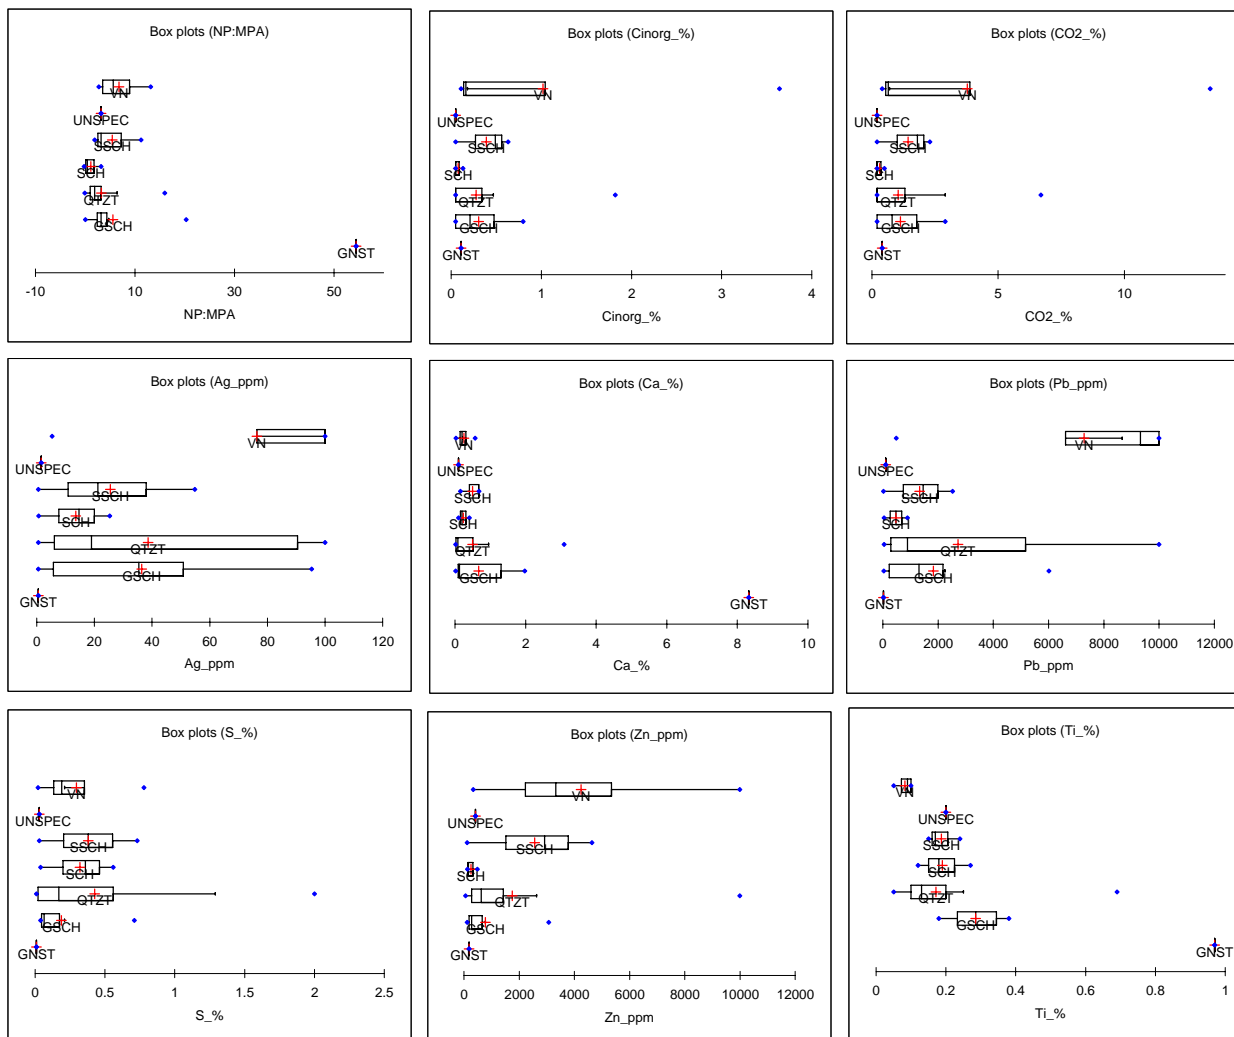 Box plots (NP:MPA)
VN
UNSPEC
SSCH
SCH
QTZT
GSCH
GNST
-10 10 30 50
NP:MPA
Box plots (Cinorg_%)
VN
UNSPEC
SSCH
SCH
QTZT
GSCH
GNST
0 1 2 3 4
Cinorg_%
Box plots (CO2_%)
VN
UNSPEC
SSCH
SCH
QTZT
GSCH
GNST
0 5 10
CO2_%
Box plots (Ag_ppm)
VN
UNSPEC
SSCH
SCH
QTZT
GSCH
GNST
0 20 40 60 80 100 120
Ag_ppm
Box plots (Ca_%)
VN
UNSPEC
SSCH
SCH
QTZT
GSCH
GNST
0 2 4 6 8 10
Ca_%
Box plots (Pb_ppm)
VN
UNSPEC
SSCH
SCH
QTZT
GSCH
GNST
0 2000 4000 6000 8000 10000 12000
Pb_ppm
Box plots (S_%)
VN
UNSPEC
SSCH
SCH
QTZT
GSCH
GNST
0 0.5 1 1.5 2 2.5
S_%
Box plots (Zn_ppm)
VN
UNSPEC
SSCH
SCH
QTZT
GSCH
GNST
0 2000 4000 6000 8000 10000 12000
Zn_ppm
Box plots (Ti_%)
VN
UNSPEC
SSCH
SCH
QTZT
GSCH
GNST
0 0.2 0.4 0.6 0.8 1
Ti_%